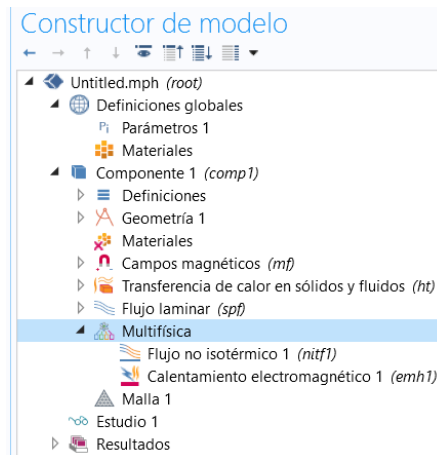 Constructor de modelo
Untitled.mph (root)
Definiciones globales
Pi Parámetros 1
Materiales
Componente 1 (comp1)
Definiciones
Geometría 1
Materiales
Campos magnéticos (mf)
Transferencia de calor en sólidos y fluidos (ht)
Flujo laminar (spf)
Multifísica
Flujo no isotérmico 1 (nitf1)
Calentamiento electromagnético 1 (emh1)
Malla 1
Estudio 1
Resultados